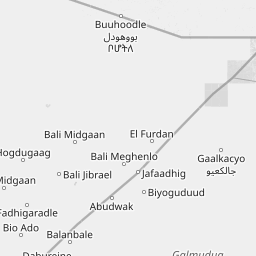 Buuhoodle
بووهودل
Bali Midgaan
El Furdan
Hogdugaag
Bali Meghenlo
Gaalkacyo
جالكعيو
Bali Jibrael
Jafaadhig
Midgaan
Biyoguduud
Abudwak
Fadhigaradle
Bio Ado
Balanbale
Galmudug